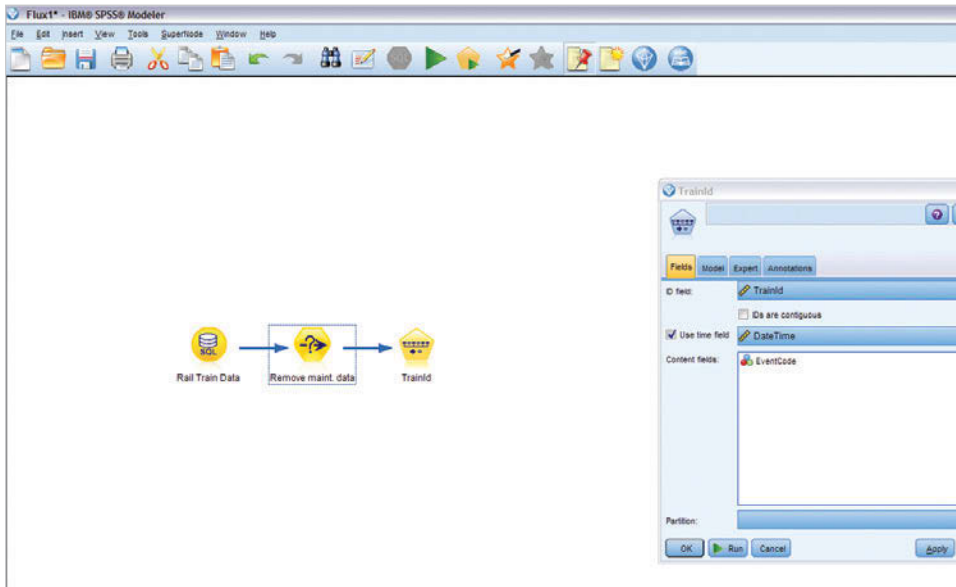 Flux1* - IBM® SPSS® Modeler
File Edit Insert View Tools SuperNode Window Help
TrainId
Fields Model Expert Annotations
ID field: TrainId
IDs are contiguous
Use time field DateTime
Content fields: EventCode
SQL
Rail Train Data Remove maint. data TrainId
Partition:
OK Run Cancel Apply